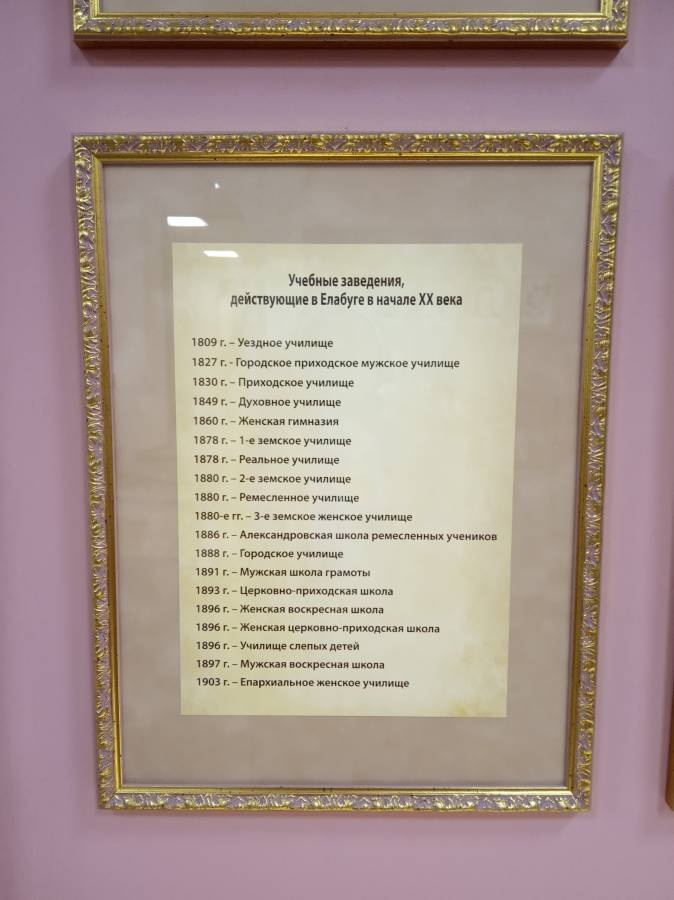 Учебные заведения,
действующие в Елабуге в начале XX века
1809 г. – Уездное училище
1827 г. - Городское приходское мужское училище
1830 г. – Приходское училище
1849 г. – Духовное училище
1860 г. – Женская гимназия
1878 г. – 1-е земское училище
1878 г. – Реальное училище
1880 г. – 2-е земское училище
1880 г. – Ремесленное училище
1880-е гг. – 3-е земское женское училище
1886 г. – Александровская школа ремесленных учеников
1888 г. – Городское училище
1891 г. – Мужская школа грамоты
1893 г. – Церковно-приходская школа
1896 г. – Женская воскресная школа
1896 г. – Женская церковно-приходская школа
1896 г. – Училище слепых детей
1897 г. – Мужская воскресная школа
1903 г. – Епархиальное женское училище